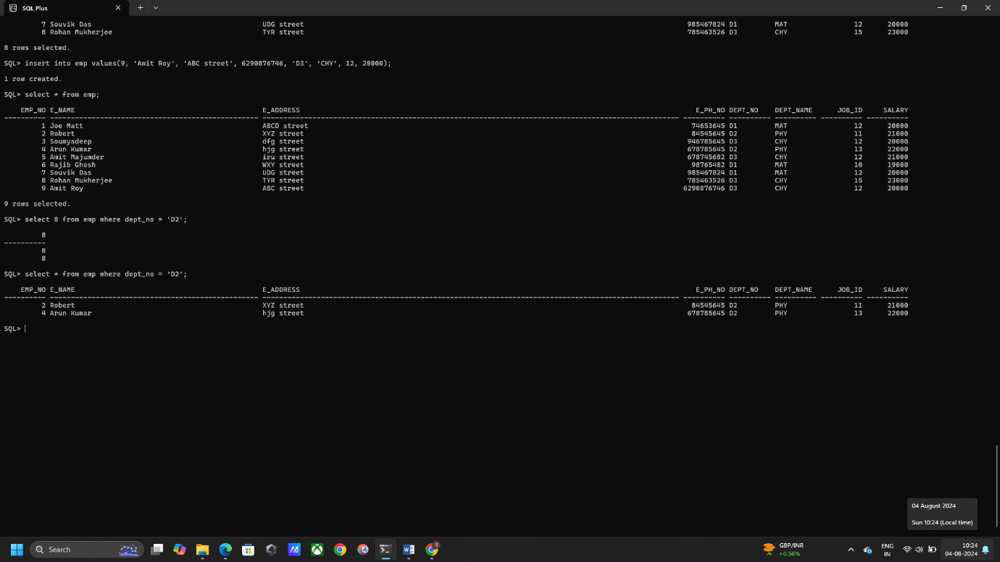 SQL Plus
7 Souvik Das UDG street 985467824 D1 MAT 12 20000
8 Rohan Mukherjee TYR street 785463526 D3 CHY 15 23000
8 rows selected.
SQL> insert into emp values(9, 'Amit Roy', 'ABC street', 6290876746, 'D3', 'CHY', 12, 20000);
1 row created.
SQL> select * from emp;
EMP_NO E_NAME E_ADDRESS E_PH_NO DEPT_NO DEPT_NAME JOB_ID SALARY
1 Joe Matt ABCD street 74653645 D1 MAT 12 20000
2 Robert XYZ street 84545645 D2 PHY 11 21000
3 Soumyadeep dfg street 946785645 D3 CHY 12 20000
4 Arun Kumar hjg street 678785645 D2 PHY 13 22000
5 Amit Majumder iru street 678745682 D3 CHY 12 21000
6 Rajib Ghosh WXY street 98765482 D1 MAT 10 19000
7 Souvik Das UDG street 985467824 D1 MAT 12 20000
8 Rohan Mukherjee TYR street 785463526 D3 CHY 15 23000
9 Amit Roy ABC street 6290876746 D3 CHY 12 20000
9 rows selected.
SQL> select 8 from emp where dept_no = 'D2';
8
----------
8
8
SQL> select * from emp where dept_no = 'D2';
EMP_NO E_NAME E_ADDRESS E_PH_NO DEPT_NO DEPT_NAME JOB_ID SALARY
2 Robert XYZ street 84545645 D2 PHY 11 21000
4 Arun Kumar hjg street 678785645 D2 PHY 13 22000
SQL>
04 August 2024
Sun 10:24 (Local time)
Search
GBP/INR
+0.56%
ENG
IN
10:24
04-08-2024